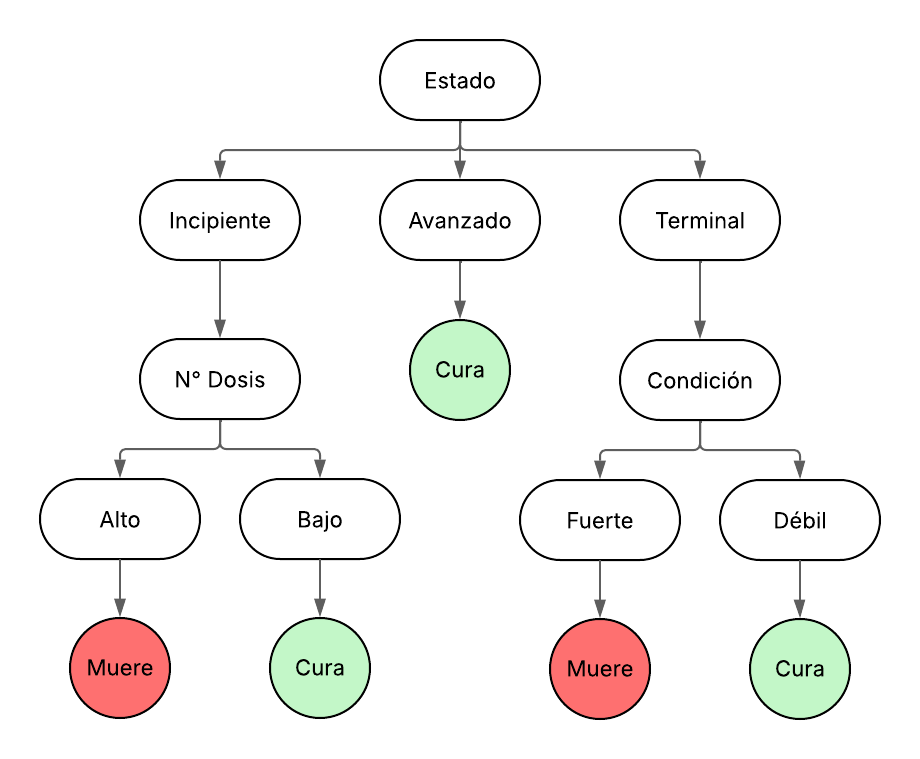 Estado
Incipiente
Avanzado
Terminal
N° Dosis
Cura
Condición
Alto
Bajo
Fuerte
Débil
Muere
Cura
Muere
Cura